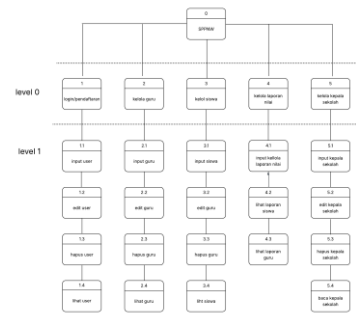 0
level 0
1 2 3 4 5
login/pendaftaran kelola guru kelol siswa kelola laporan nilai kelola kepala sekolah
level 1
1.1 2.1 3.1 4.1 5.1
input user input guru input siswa input kellola laporan nilai input kepala sekolah
1.2 2.2 3.2 4.2 5.2
edit user edit guru edit guru lihat laporan siswa edit kepala sekolah
1.3 2.3 3.3 4.3 5.3
hapus user hapus guru hapus guru lihat laporan guru hapus kepala sekolah
1.4 2.4 3.4 5.4
lihat user lihat guru liht siswa baca kepala sekolah